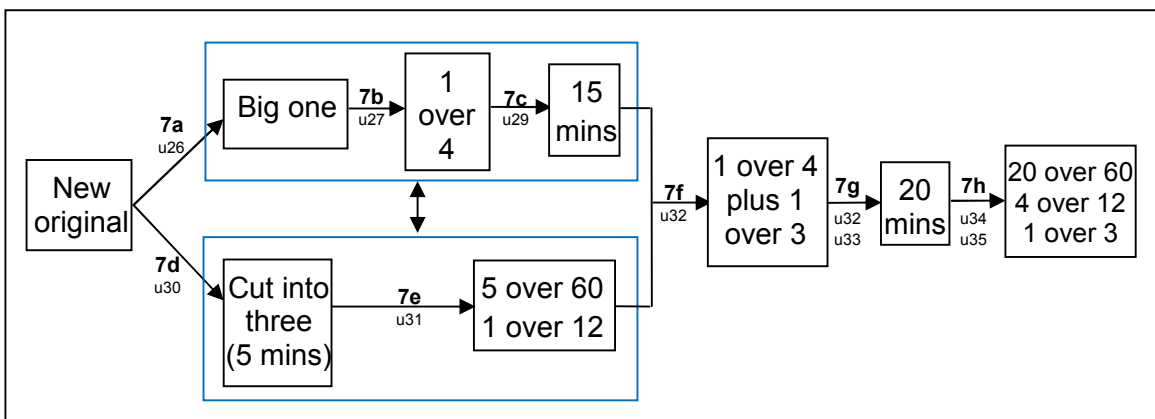 New
original
7a
u26
Big one
7b
u27
1
over
4
7c
u29
15
mins
7d
u30
Cut into
three
(5 mins)
7e
u31
5 over 60
1 over 12
7f
u32
1 over 4
plus 1
over 3
7g
u32
u33
20
mins
7h
u34
u35
20 over 60
4 over 12
1 over 3